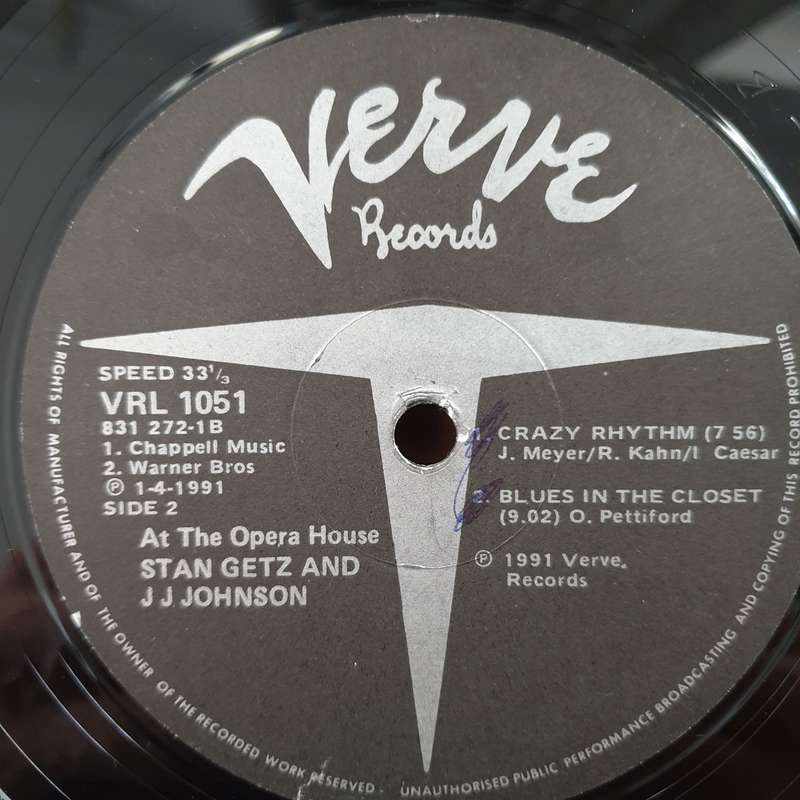 Verve
Records
SPEED 33⅓
VRL 1051
831 272-1B
1. Chappell Music
2. Warner Bros
℗ 1-4-1991
SIDE 2
At The Opera House
STAN GETZ AND
J J JOHNSON
1. CRAZY RHYTHM (7 56)
J. Meyer/R. Kahn/I Caesar
2. BLUES IN THE CLOSET
(9.02) O. Pettiford
℗ 1991 Verve.
Records
ALL RIGHTS OF MANUFACTURER AND OF THE OWNER OF THE RECORDED WORK RESERVED - UNAUTHORISED PUBLIC PERFORMANCE BROADCASTING AND COPYING OF THIS RECORD PROHIBITED